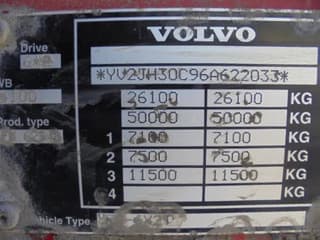 VOLVO
Drive
*YV2JH30C96A622033*
WB
26100 26100 KG
50000 50000 KG
Prod. type
1 7100 7100 KG
2 7500 7500 KG
3 11500 11500 KG
4 KG
Vehicle Type